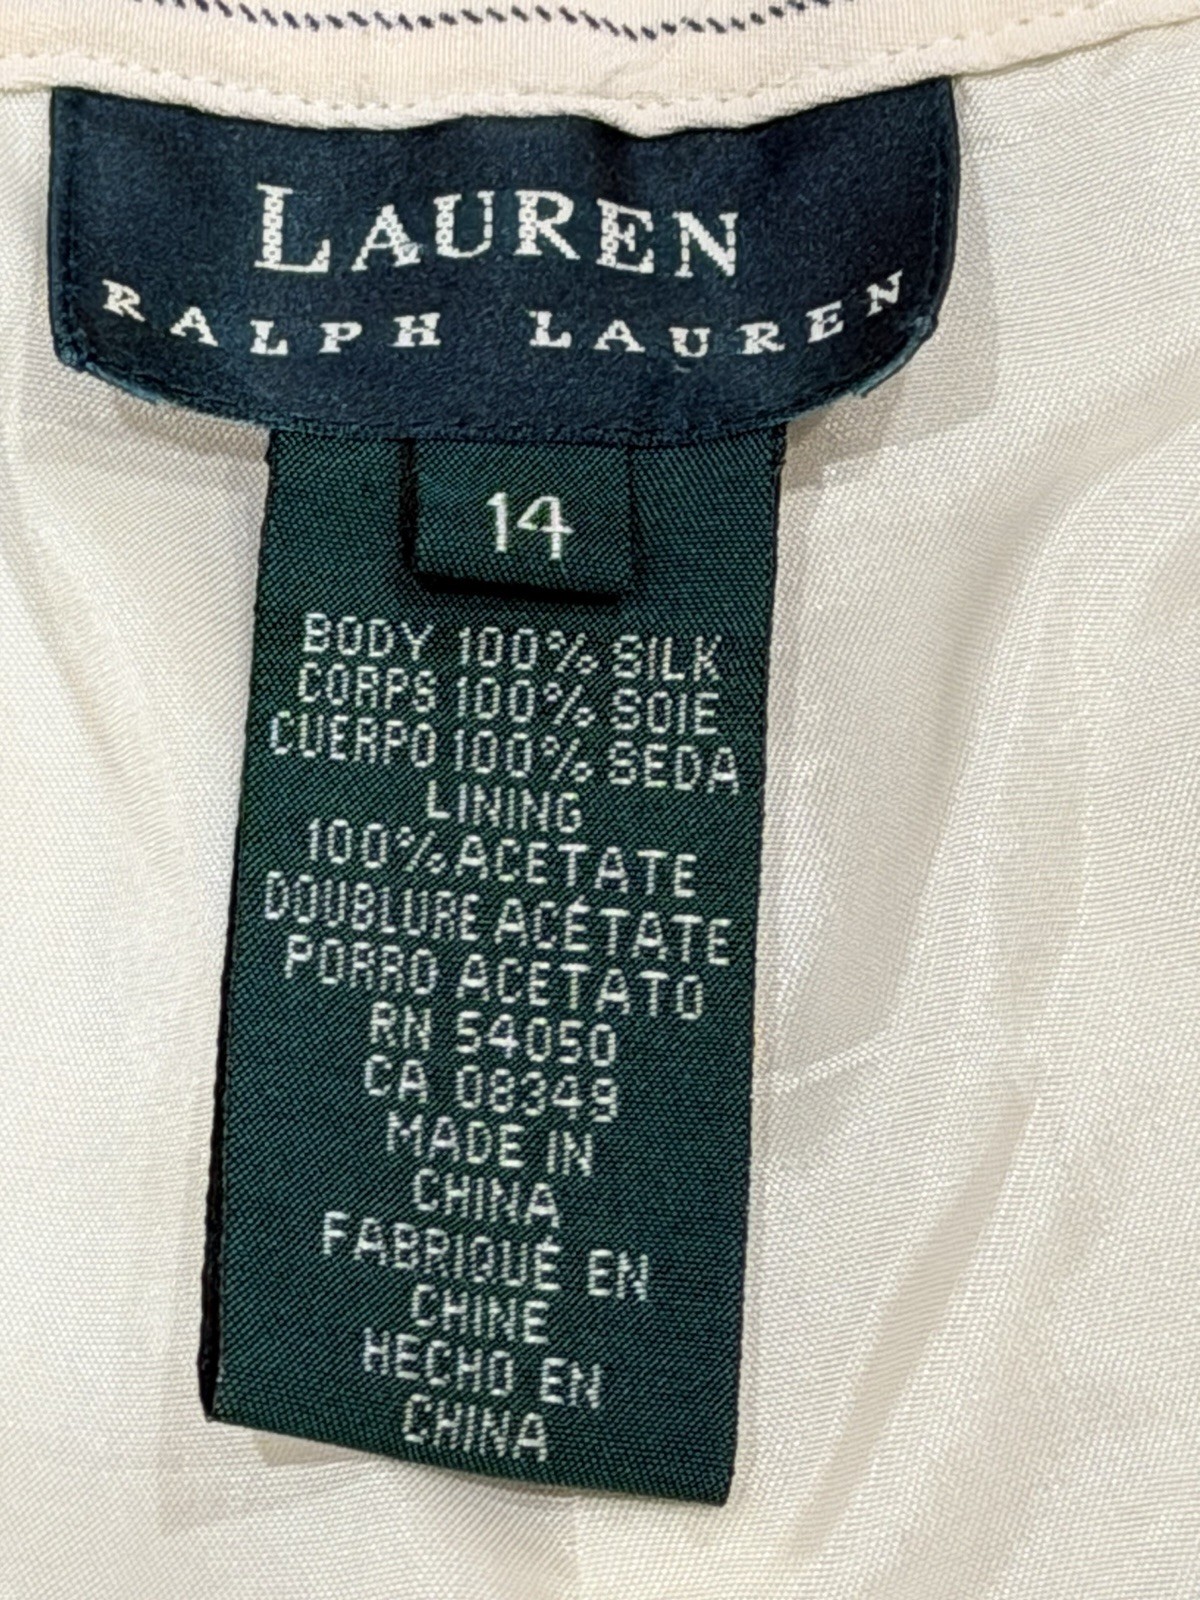 LAUREN
RALPH LAUREN
14
BODY 100% SILK
CORPS 100% SOIE
CUERPO 100% SEDA
LINING
100% ACETATE
DOUBLURE ACÉTATE
PORRO ACETATO
RN 54050
CA 08349
MADE IN
CHINA
FABRIQUÉ EN
CHINE
HECHO EN
CHINA